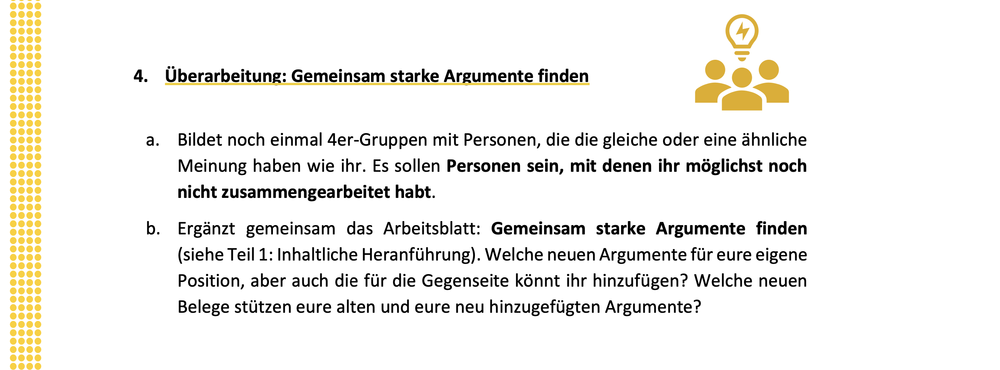 4. Überarbeitung: Gemeinsam starke Argumente finden
a. Bildet noch einmal 4er-Gruppen mit Personen, die die gleiche oder eine ähnliche
Meinung haben wie ihr. Es sollen Personen sein, mit denen ihr möglichst noch
nicht zusammengearbeitet habt.
b. Ergänzt gemeinsam das Arbeitsblatt: Gemeinsam starke Argumente finden
(siehe Teil 1: Inhaltliche Heranführung). Welche neuen Argumente für eure eigene
Position, aber auch die für die Gegenseite könnt ihr hinzufügen? Welche neuen
Belege stützen eure alten und eure neu hinzugefügten Argumente?